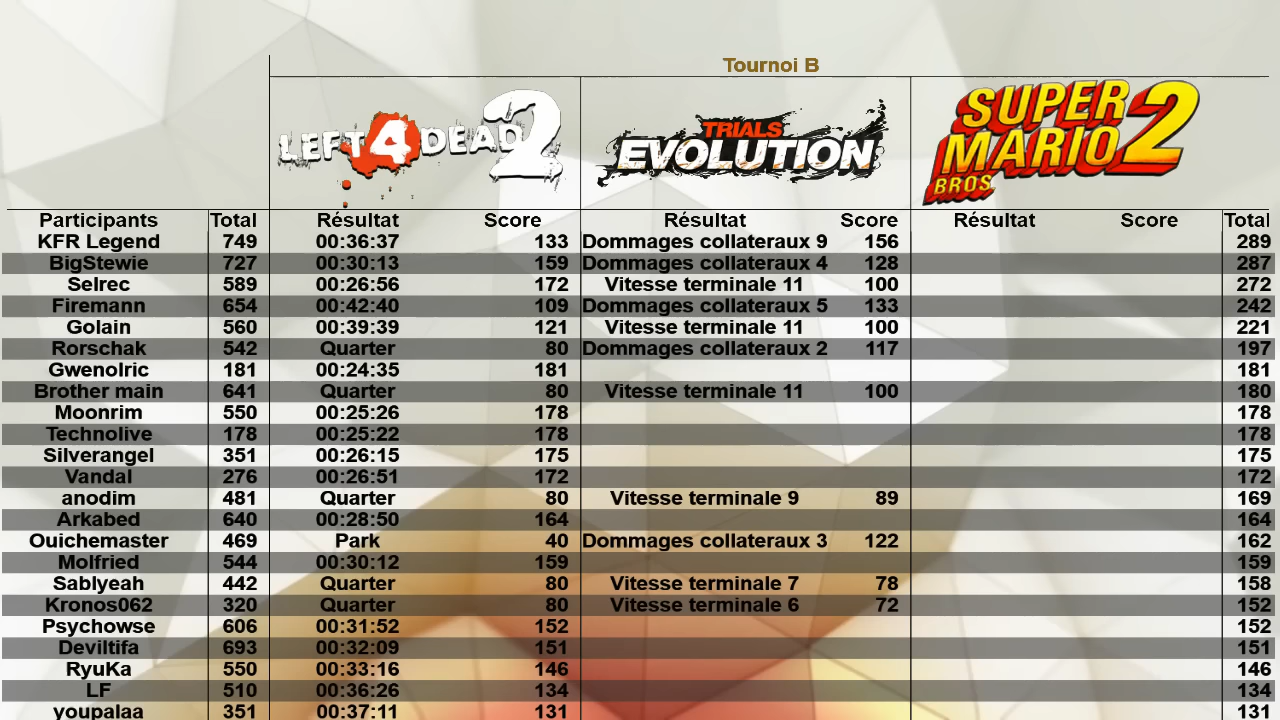 Tournoi B
LEFT 4 DEAD 2 TRIALS EVOLUTION SUPER MARIO BROS. 2
Participants Total Résultat Score Résultat Score Résultat Score Total
KFR Legend 749 00:36:37 133 Dommages collateraux 9 156 289
BigStewie 727 00:30:13 159 Dommages collateraux 4 128 287
Selrec 589 00:26:56 172 Vitesse terminale 11 100 272
Firemann 654 00:42:40 109 Dommages collateraux 5 133 242
Golain 560 00:39:39 121 Vitesse terminale 11 100 221
Rorschak 542 Quarter 80 Dommages collateraux 2 117 197
Gwenolric 181 00:24:35 181 181
Brother main 641 Quarter 80 Vitesse terminale 11 100 180
Moonrim 550 00:25:26 178 178
Technolive 178 00:25:22 178 178
Silverangel 351 00:26:15 175 175
Vandal 276 00:26:51 172 172
anodim 481 Quarter 80 Vitesse terminale 9 89 169
Arkabed 640 00:28:50 164 164
Ouichemaster 469 Park 40 Dommages collateraux 3 122 162
Molfried 544 00:30:12 159 159
Sablyeah 442 Quarter 80 Vitesse terminale 7 78 158
Kronos062 320 Quarter 80 Vitesse terminale 6 72 152
Psychowse 606 00:31:52 152 152
Deviltifa 693 00:32:09 151 151
RyuKa 550 00:33:16 146 146
LF 510 00:36:26 134 134
youpalaa 351 00:37:11 131 131